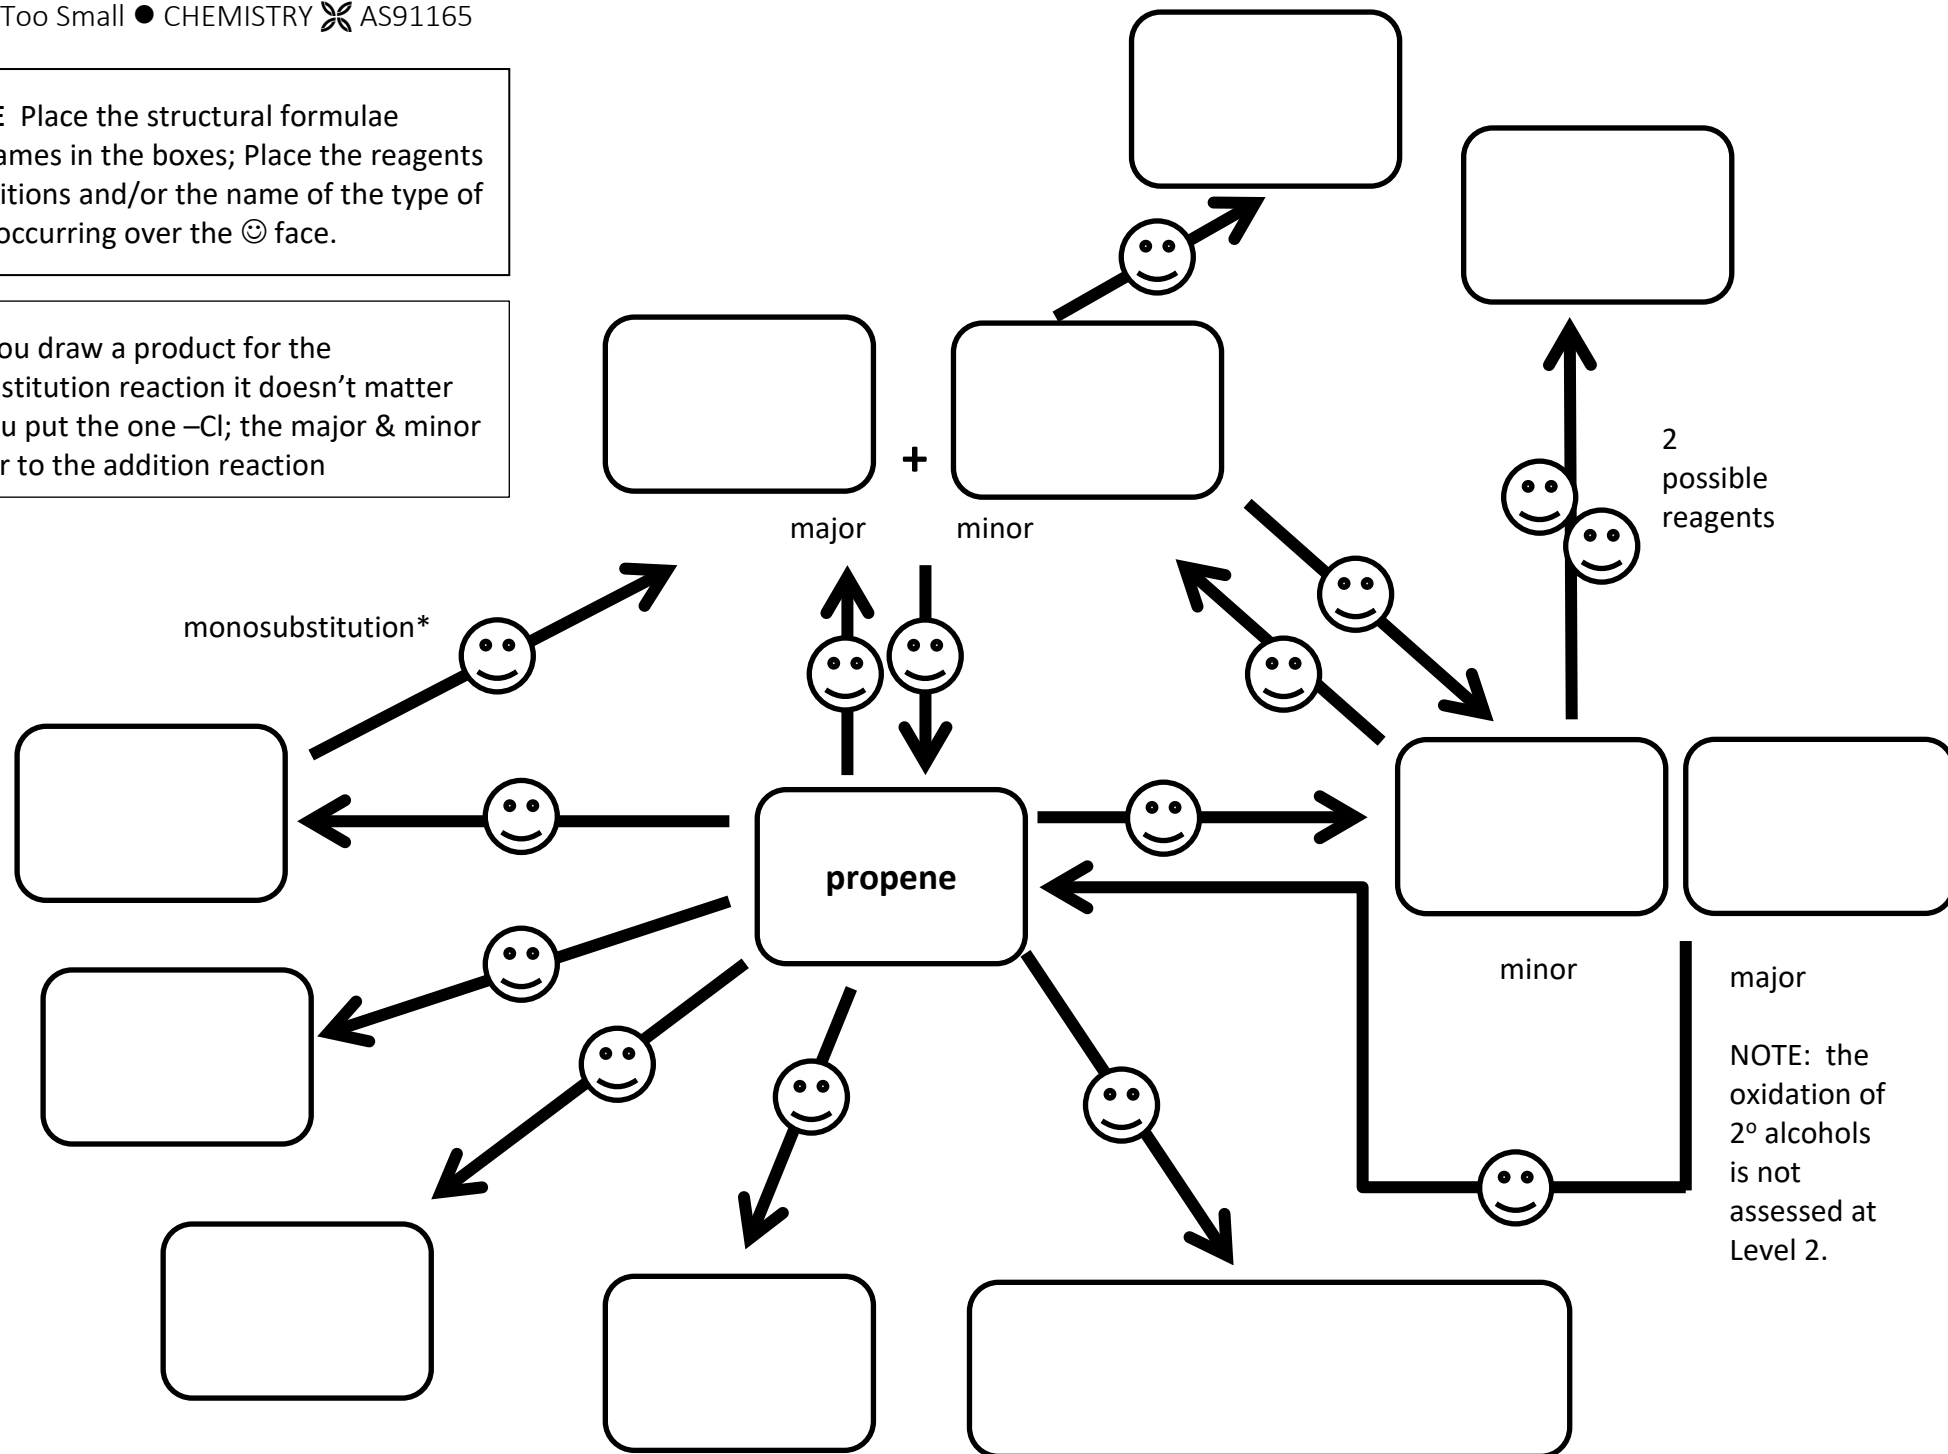 Too Small ● CHEMISTRY AS91165
E Place the structural formulae
ames in the boxes; Place the reagents
itions and/or the name of the type of
occurring over the ☺ face.
ou draw a product for the
stitution reaction it doesn't matter
u put the one –Cl; the major & minor
r to the addition reaction
2
possible
reagents
+
major
minor
monosubstitution*
propene
minor
major
NOTE: the
oxidation of
2º alcohols
is not
assessed at
Level 2.